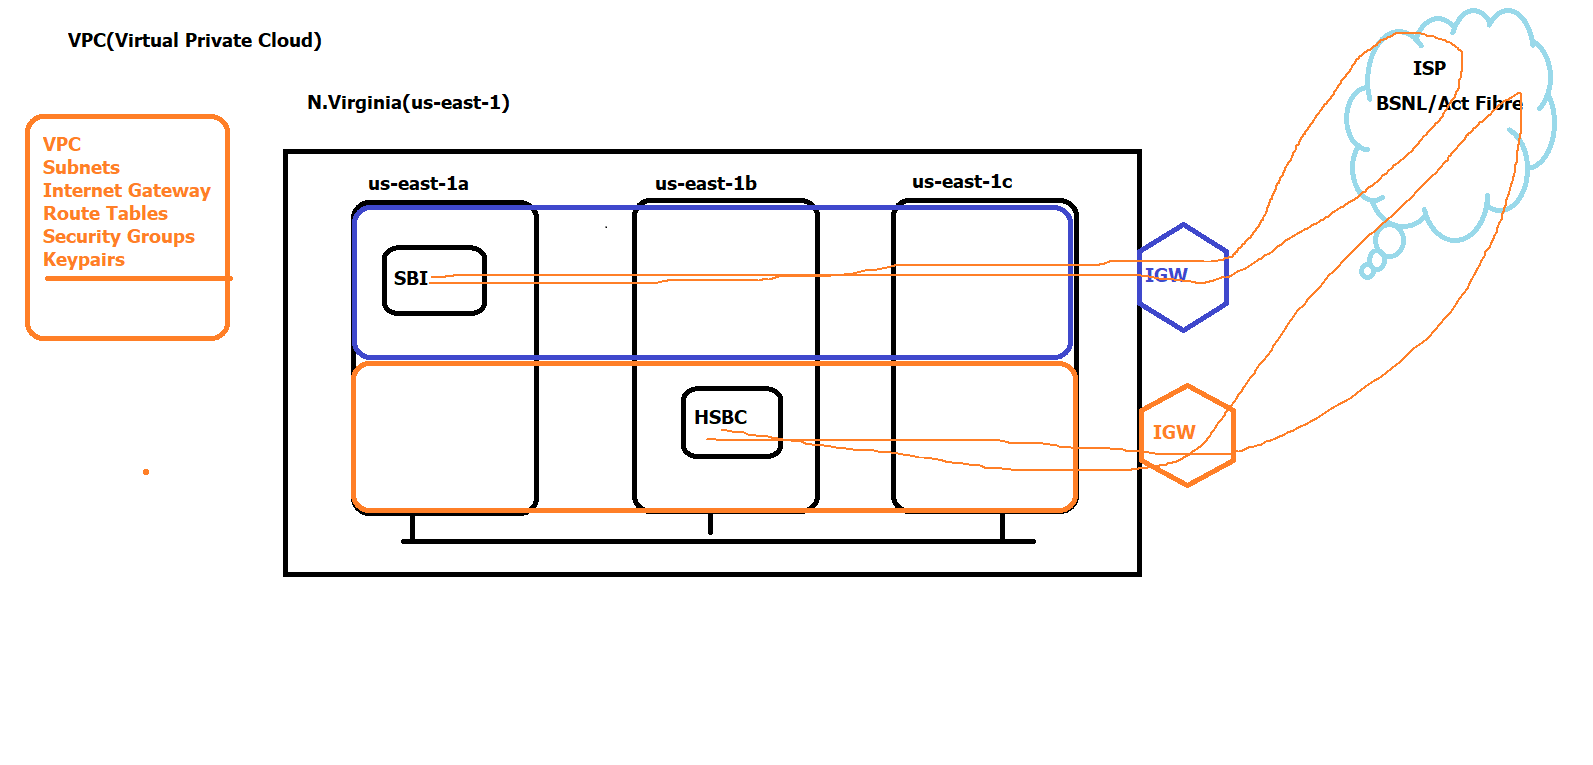 VPC(Virtual Private Cloud)
N.Virginia(us-east-1)
VPC
Subnets
Internet Gateway
Route Tables
Security Groups
Keypairs
us-east-1a
us-east-1b
us-east-1c
SBI
HSBC
IGW
IGW
ISP
BSNL/Act Fibre